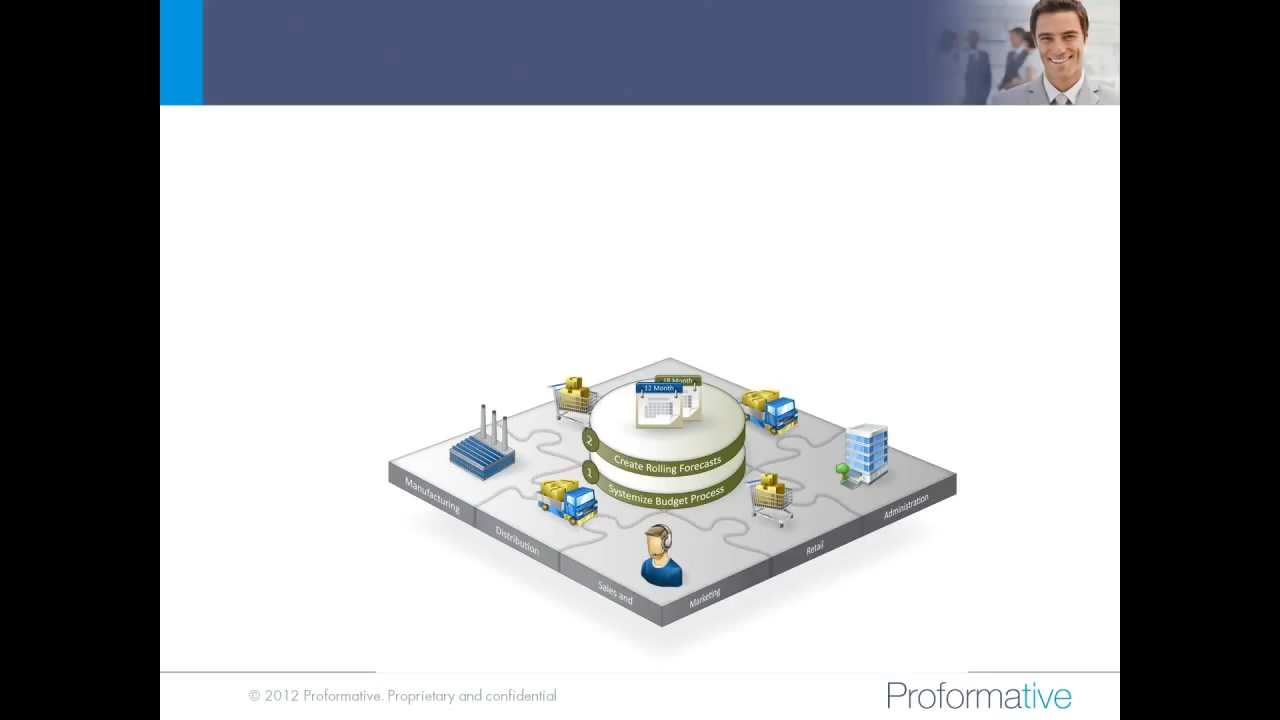 18 Month
12 Month
2
Create Rolling Forecasts
1
Systemize Budget Process
Manufacturing
Distribution
Sales and
Marketing
Retail
Administration
© 2012 Proformative. Proprietary and confidential
Proformative